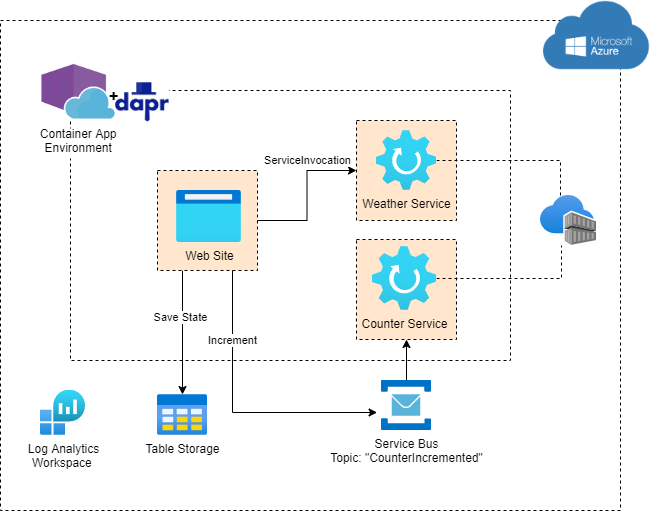 Microsoft
Azure
+dapr
Container App
Environment
ServiceInvocation
Weather Service
Web Site
Save State
Counter Service
Increment
Log Analytics
Workspace
Table Storage
Service Bus
Topic: "CounterIncremented"